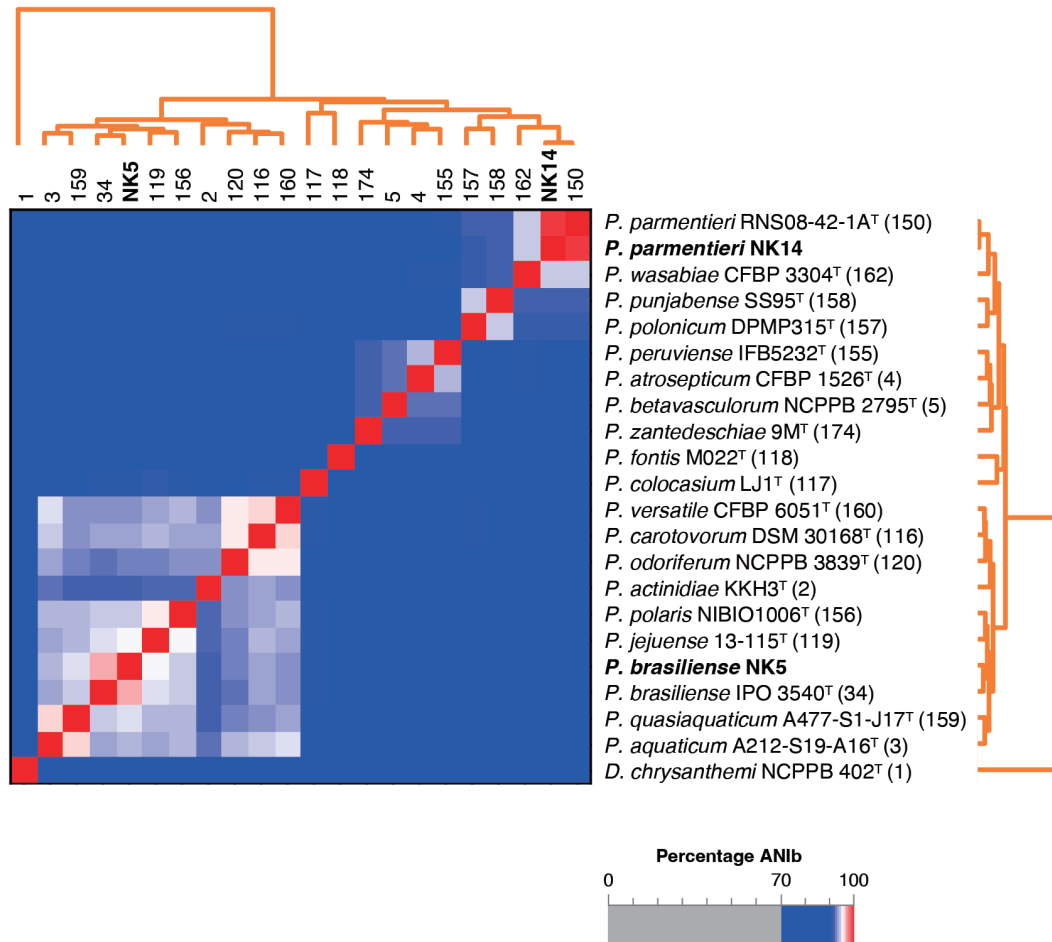 1 3 159 34 NK5 119 156 2 120 116 160 117 118 174 5 4 155 157 158 162 NK14 150
P. parmentieri RNS08-42-1Aᵀ (150)
P. parmentieri NK14
P. wasabiae CFBP 3304ᵀ (162)
P. punjabense SS95ᵀ (158)
P. polonicum DPMP315ᵀ (157)
P. peruviense IFB5232ᵀ (155)
P. atrosepticum CFBP 1526ᵀ (4)
P. betavasculorum NCPPB 2795ᵀ (5)
P. zantedeschiae 9Mᵀ (174)
P. fontis M022ᵀ (118)
P. colocasium LJ1ᵀ (117)
P. versatile CFBP 6051ᵀ (160)
P. carotovorum DSM 30168ᵀ (116)
P. odoriferum NCPPB 3839ᵀ (120)
P. actinidiae KKH3ᵀ (2)
P. polaris NIBIO1006ᵀ (156)
P. jejuense 13-115ᵀ (119)
P. brasiliense NK5
P. brasiliense IPO 3540ᵀ (34)
P. quasiaquaticum A477-S1-J17ᵀ (159)
P. aquaticum A212-S19-A16ᵀ (3)
D. chrysanthemi NCPPB 402ᵀ (1)
Percentage ANIb
0 70 100